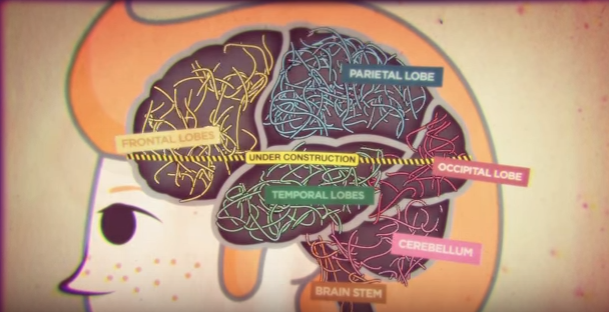 PARIETAL LOBE
FRONTAL LOBES
UNDER CONSTRUCTION
OCCIPITAL LOBE
TEMPORAL LOBES
CEREBELLUM
BRAIN STEM